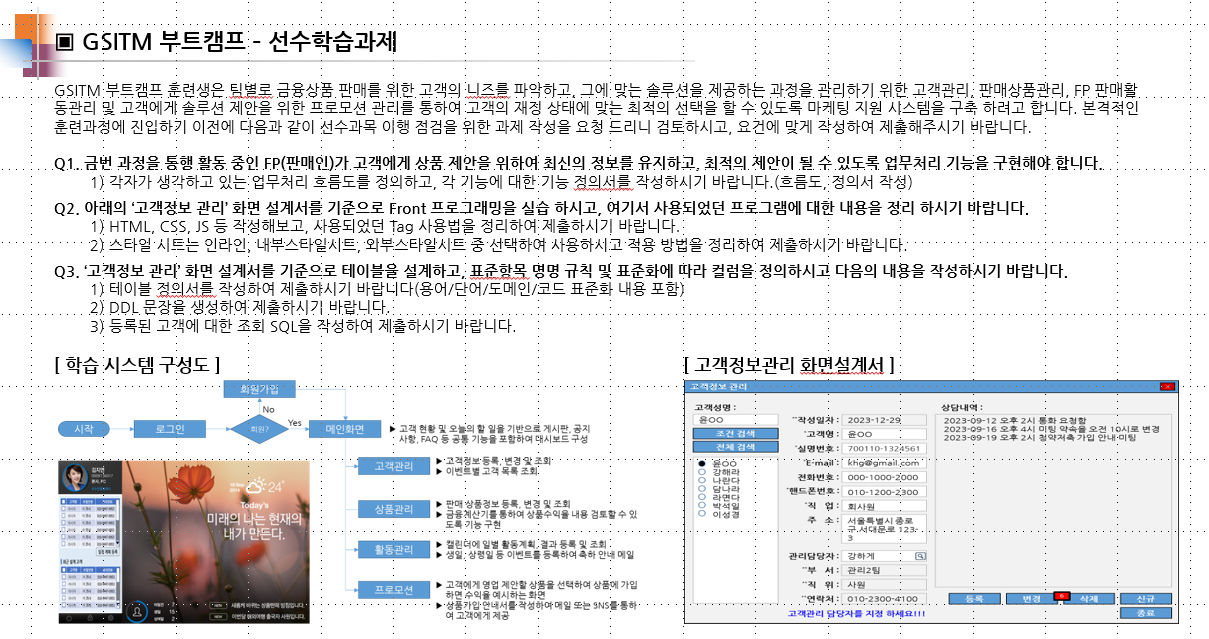 ▣ GSITM 부트캠프 - 선수학습과제
GSITM 부트캠프 훈련생은 팀별로 금융상품 판매를 위한 고객의 니즈를 파악하고, 그에 맞는 솔루션을 제공하는 과정을 관리하기 위한 고객관리, 판매상품관리, FP 판매활
동관리 및 고객에게 솔루션 제안을 위한 프로모션 관리를 통하여 고객의 재정 상태에 맞는 최적의 선택을 할 수 있도록 마케팅 지원 시스템을 구축 하려고 합니다. 본격적인
훈련과정에 진입하기 이전에 다음과 같이 선수과목 이행 점검을 위한 과제 작성을 요청 드리니 검토하시고, 요건에 맞게 작성하여 제출해주시기 바랍니다.
Q1. 금번 과정을 통행 활동 중인 FP(판매인)가 고객에게 상품 제안을 위하여 최신의 정보를 유지하고, 최적의 제안이 될 수 있도록 업무처리 기능을 구현해야 합니다.
1) 각자가 생각하고 있는 업무처리 흐름도를 정의하고, 각 기능에 대한 기능 정의서를 작성하시기 바랍니다.(흐름도, 정의서 작성)
Q2. 아래의 ‘고객정보 관리’ 화면 설계서를 기준으로 Front 프로그래밍을 실습 하시고, 여기서 사용되었던 프로그램에 대한 내용을 정리 하시기 바랍니다.
1) HTML, CSS, JS 등 작성해보고, 사용되었던 Tag 사용법을 정리하여 제출하시기 바랍니다.
2) 스타일 시트는 인라인, 내부스타일시트, 외부스타일시트 중 선택하여 사용하시고 적용 방법을 정리하여 제출하시기 바랍니다.
Q3. ‘고객정보 관리’ 화면 설계서를 기준으로 테이블을 설계하고, 표준항목 명명 규칙 및 표준화에 따라 컬럼을 정의하시고 다음의 내용을 작성하시기 바랍니다.
1) 테이블 정의서를 작성하여 제출하시기 바랍니다(용어/단어/도메인/코드 표준화 내용 포함)
2) DDL 문장을 생성하여 제출하시기 바랍니다.
3) 등록된 고객에 대한 조회 SQL을 작성하여 제출하시기 바랍니다.
[ 학습 시스템 구성도 ]
회원가입
No
시작
로그인
회원?
Yes
메인화면
▶ 고객 현황 및 오늘의 할 일을 기반으로 게시판, 공지
사항, FAQ 등 공통 기능을 포함하여 대시보드 구성
고객관리
▶ 고객정보 등록, 변경 및 조회
▶ 이벤트별 고객 목록 조회
상품관리
▶ 판매 상품정보 등록, 변경 및 조회
▶ 금융계산기를 통하여 상품수익율 내용 검토할 수 있
도록 기능 구현
활동관리
▶ 캘린더에 일별 활동계획, 결과 등록 및 조회
▶ 생일, 상령일 등 이벤트를 등록하여 축하 안내 메일
프로모션
▶ 고객에게 영업 제안할 상품을 선택하여 상품에 가입
하면 수익을 예시하는 화면
▶ 상품가입 안내서를 작성하여 메일 또는 SNS를 통하
여 고객에게 제공
24°
Today's
미래의 나는 현재의
내가 만든다.
[ 고객정보관리 화면설계서 ]
고객정보 관리
고객성명 :
윤OO
조건 검색
전체 검색
윤OO
강해라
나란다
담나라
라면다
박석일
이성경
*작성일자 : 2023-12-29
*고객명 : 윤OO
*실명번호 : 700110-1324561
*E-mail : khg@gmail.com
전화번호 : 000-1000-2000
*핸드폰번호 : 010-1200-2300
*직 업 : 회사원
주 소 : 서울특별시 종로
구.서대문로 123-
3
관리담당자 : 강하게
*부 서 : 관리2팀
*직 위 : 사원
*연락처 : 010-2300-4100
고객관리 담당자를 지정 하세요!!!
상담내역 :
2023-09-12 오후 2시 통화 요청함
2023-09-16 오후 4시 미팅 약속을 오전 10시로 변경
2023-09-19 오후 2시 청약저축 가입 안내 미팅
등록
변경
삭제
신규
종료